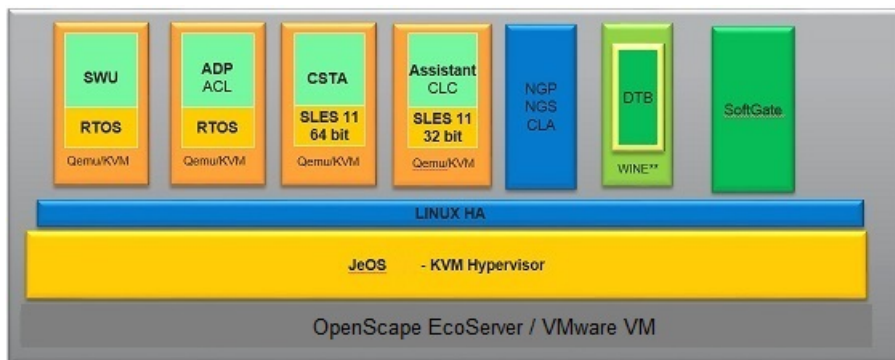 SWU
RTOS
Qemu/KVM
ADP
ACL
RTOS
Qemu/KVM
CSTA
SLES 11
64 bit
Qemu/KVM
Assistant
CLC
SLES 11
32 bit
Qemu/KVM
NGP
NGS
CLA
DTB
WINE**
SoftGate
LINUX HA
JeOS - KVM Hypervisor
OpenScape EcoServer / VMware VM